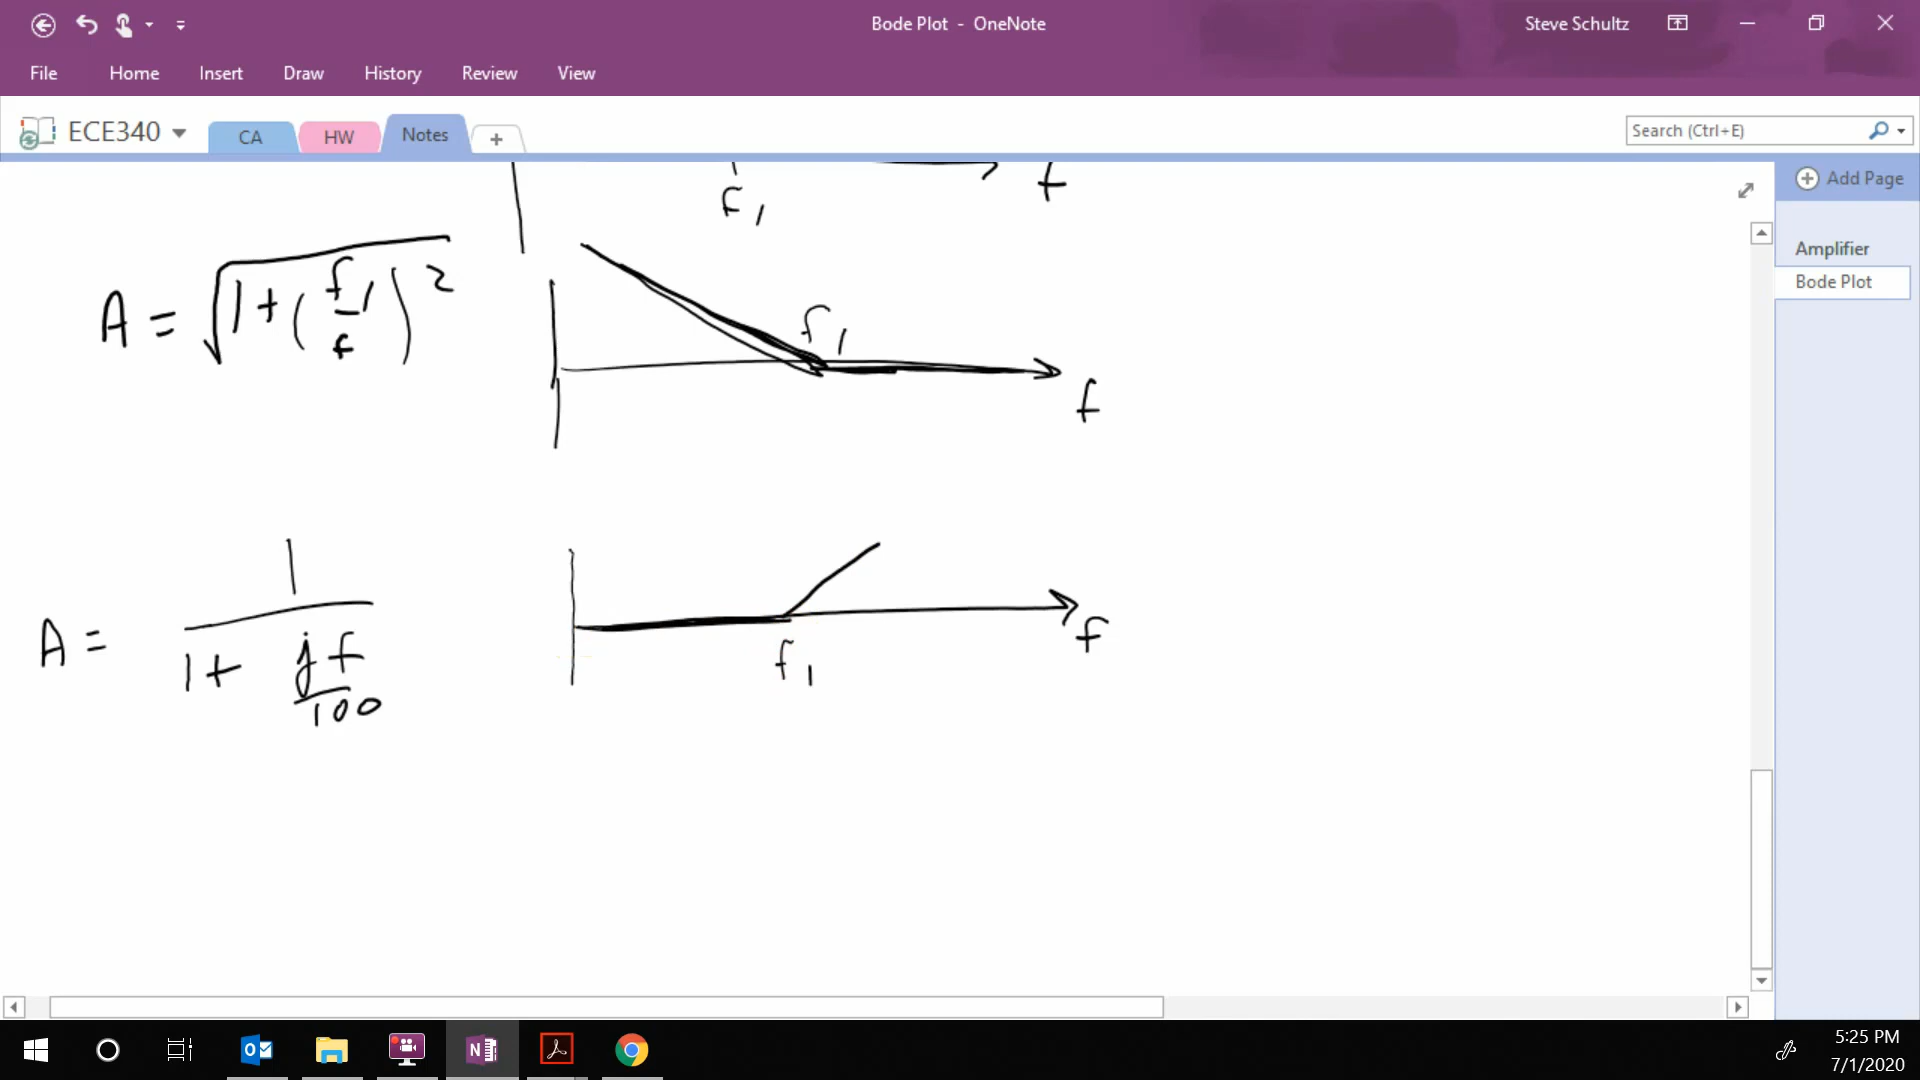 Bode Plot - OneNote
Steve Schultz
File Home Insert Draw History Review View
ECE340 CA HW Notes +
Search (Ctrl+E)
Add Page
Amplifier
Bode Plot
f1 f
A = √1+(f1/f)²
f1
f
A = 1/(1+ jf/100)
f1
f
5:25 PM
7/1/2020